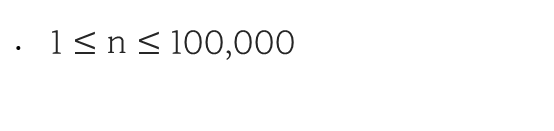 · 1 ≤ n ≤ 100,000